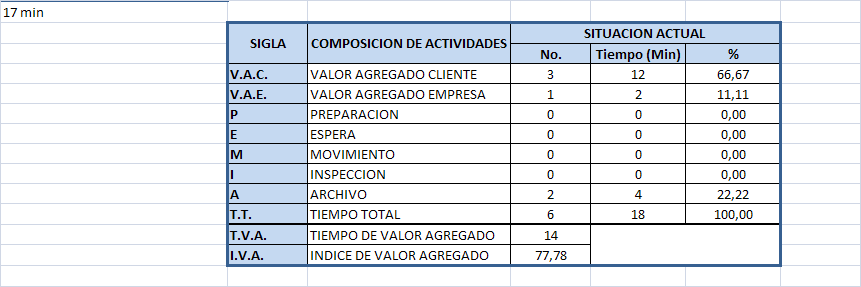 17 min
SIGLA COMPOSICION DE ACTIVIDADES SITUACION ACTUAL
No. Tiempo (Min) %
V.A.C. VALOR AGREGADO CLIENTE 3 12 66,67
V.A.E. VALOR AGREGADO EMPRESA 1 2 11,11
P PREPARACION 0 0 0,00
E ESPERA 0 0 0,00
M MOVIMIENTO 0 0 0,00
I INSPECCION 0 0 0,00
A ARCHIVO 2 4 22,22
T.T. TIEMPO TOTAL 6 18 100,00
T.V.A. TIEMPO DE VALOR AGREGADO 14
I.V.A. INDICE DE VALOR AGREGADO 77,78